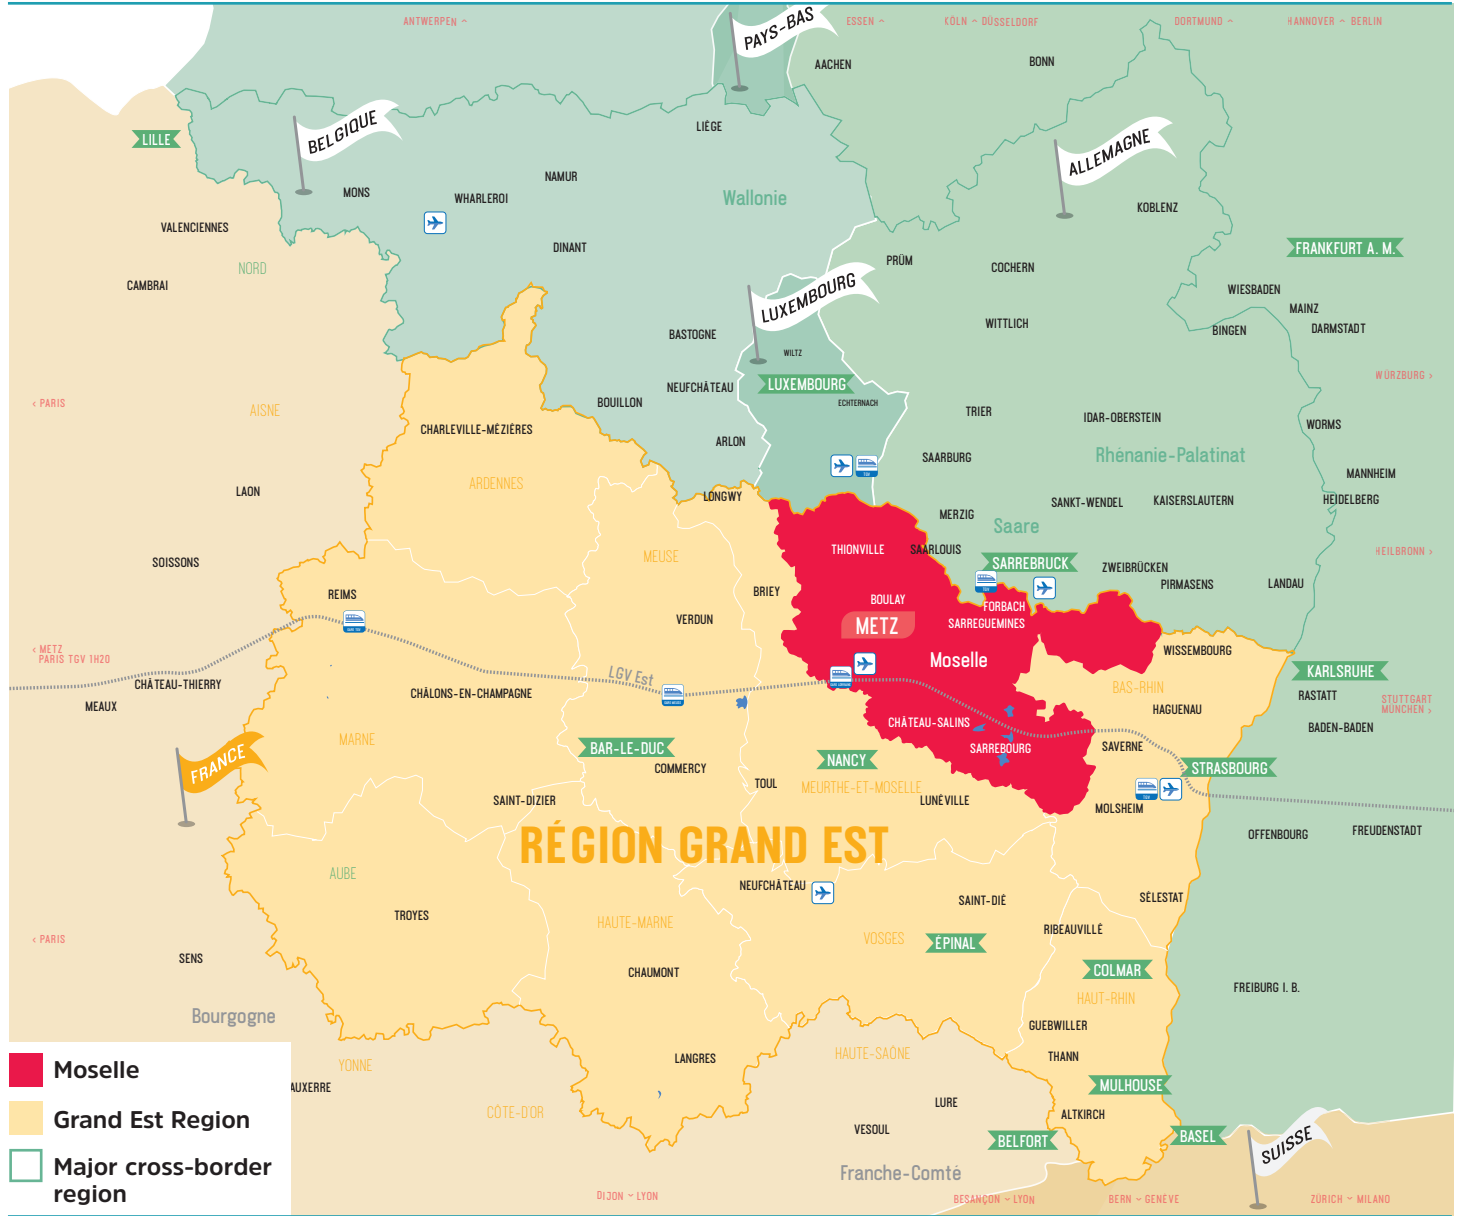 ANTWERPEN ~
PAYS-BAS
ESSEN ~
KÖLN ~ DÜSSELDORF
DORTMUND ~
HANNOVER ~ BERLIN
AACHEN
BONN
BELGIQUE
LIÈGE
LILLE
ALLEMAGNE
NAMUR
MONS
WHARLEROI
Wallonie
KOBLENZ
VALENCIENNES
DINANT
FRANKFURT A. M.
PRÜM
NORD
COCHERN
CAMBRAI
LUXEMBOURG
WIESBADEN
MAINZ
WITTLICH
BINGEN
DARMSTADT
BASTOGNE
WILTZ
WÜRZBURG >
NEUFCHÂTEAU
LUXEMBOURG
< PARIS
BOUILLON
ECHTERNACH
AISNE
TRIER
IDAR-OBERSTEIN
WORMS
CHARLEVILLE-MÉZIÈRES
ARLON
SAARBURG
Rhénanie-Palatinat
MANNHEIM
ARDENNES
LAON
LONGWY
SANKT-WENDEL
KAISERSLAUTERN
HEIDELBERG
MERZIG
Saare
THIONVILLE
SAARLOUIS
HEILBRONN >
MEUSE
SOISSONS
SARREBRUCK
ZWEIBRÜCKEN
PIRMASENS
LANDAU
REIMS
BRIEY
BOULAY
FORBACH
VERDUN
METZ
SARREGUEMINES
< METZ
PARIS TGV 1H20
Moselle
WISSEMBOURG
LGV Est
KARLSRUHE
CHÂTEAU-THIERRY
CHÂLONS-EN-CHAMPAGNE
BAS-RHIN
RASTATT
STUTTGART
MÜNCHEN >
MEAUX
HAGUENAU
CHÂTEAU-SALINS
BADEN-BADEN
MARNE
BAR-LE-DUC
SARREBOURG
SAVERNE
FRANCE
NANCY
COMMERCY
STRASBOURG
TOUL
MEURTHE-ET-MOSELLE
SAINT-DIZIER
LUNÉVILLE
MOLSHEIM
RÉGION GRAND EST
OFFENBOURG
FREUDENSTADT
AUBE
NEUFCHÂTEAU
SAINT-DIÉ
SÉLESTAT
TROYES
HAUTE-MARNE
RIBEAUVILLÉ
< PARIS
VOSGES
ÉPINAL
SENS
CHAUMONT
COLMAR
FREIBURG I. B.
HAUT-RHIN
Bourgogne
GUEBWILLER
HAUTE-SAÔNE
LANGRES
THANN
YONNE
Moselle
AUXERRE
MULHOUSE
LURE
CÔTE-D'OR
ALTKIRCH
Grand Est Region
VESOUL
BELFORT
BASEL
SUISSE
Major cross-border
region
Franche-Comté
DIJON ~ LYON
BESANÇON ~ LYON
BERN ~ GENÈVE
ZÜRICH ~ MILANO